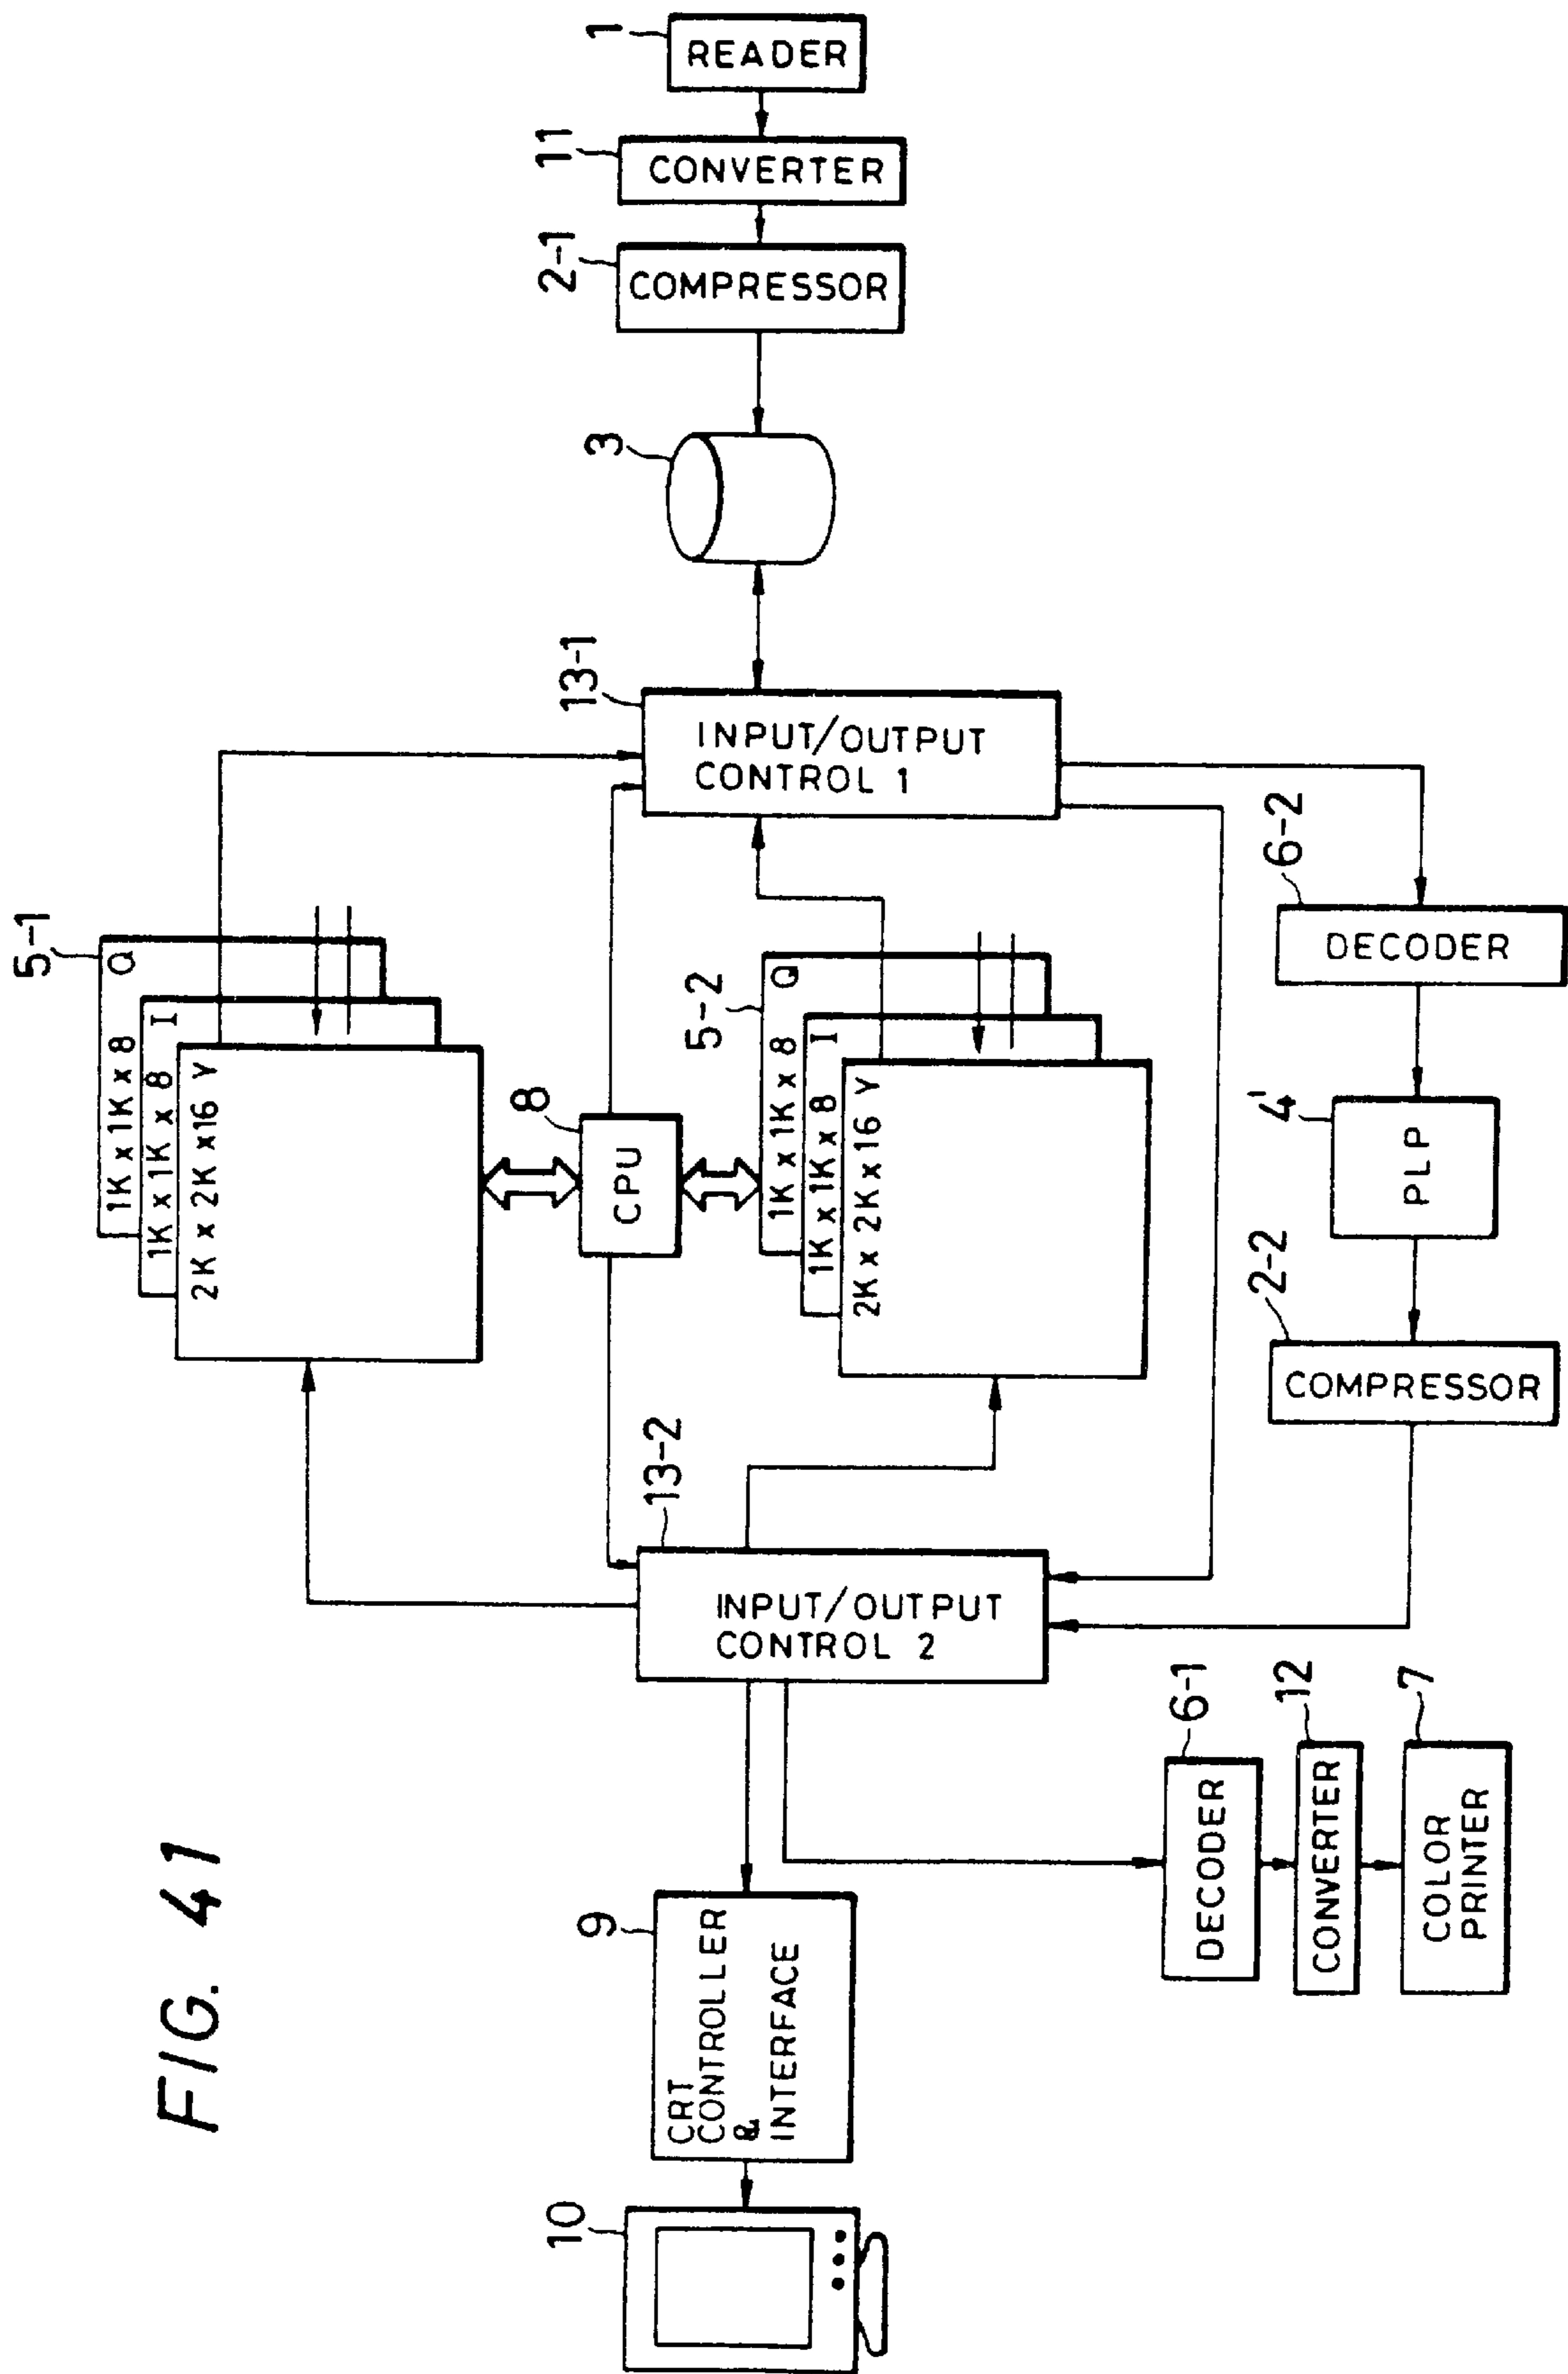 FIG. 41
1
READER
11
CONVERTER
2-1
COMPRESSOR
3
13-1
INPUT/OUTPUT
CONTROL 1
5-1
1K x 1K x 8 Q
1K x 1K x 8 I
2K x 2K x 16 Y
8
CPU
5-2
1K x 1K x 8 Q
1K x 1K x 8 I
2K x 2K x 16 Y
6-2
DECODER
4'
PLP
2-2
COMPRESSOR
13-2
INPUT/OUTPUT
CONTROL 2
9
CRT
CONTROLLER
&
INTERFACE
10
6-1
DECODER
12
CONVERTER
7
COLOR
PRINTER